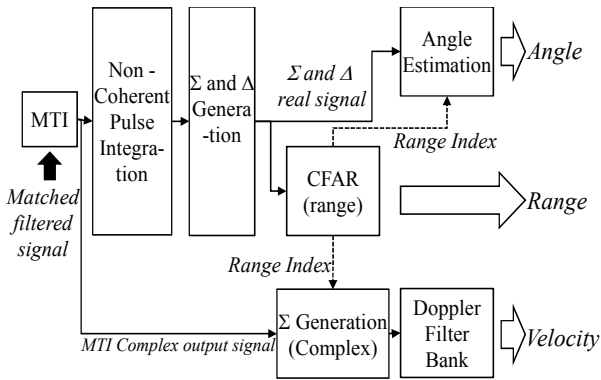 MTI
Matched
filtered
signal
Non -
Coherent
Pulse
Integra-
tion
Σ and Δ
Genera
-tion
Σ and Δ
real signal
Angle
Estimation
Angle
Range Index
CFAR
(range)
Range
Range Index
MTI Complex output signal
Σ Generation
(Complex)
Doppler
Filter
Bank
Velocity